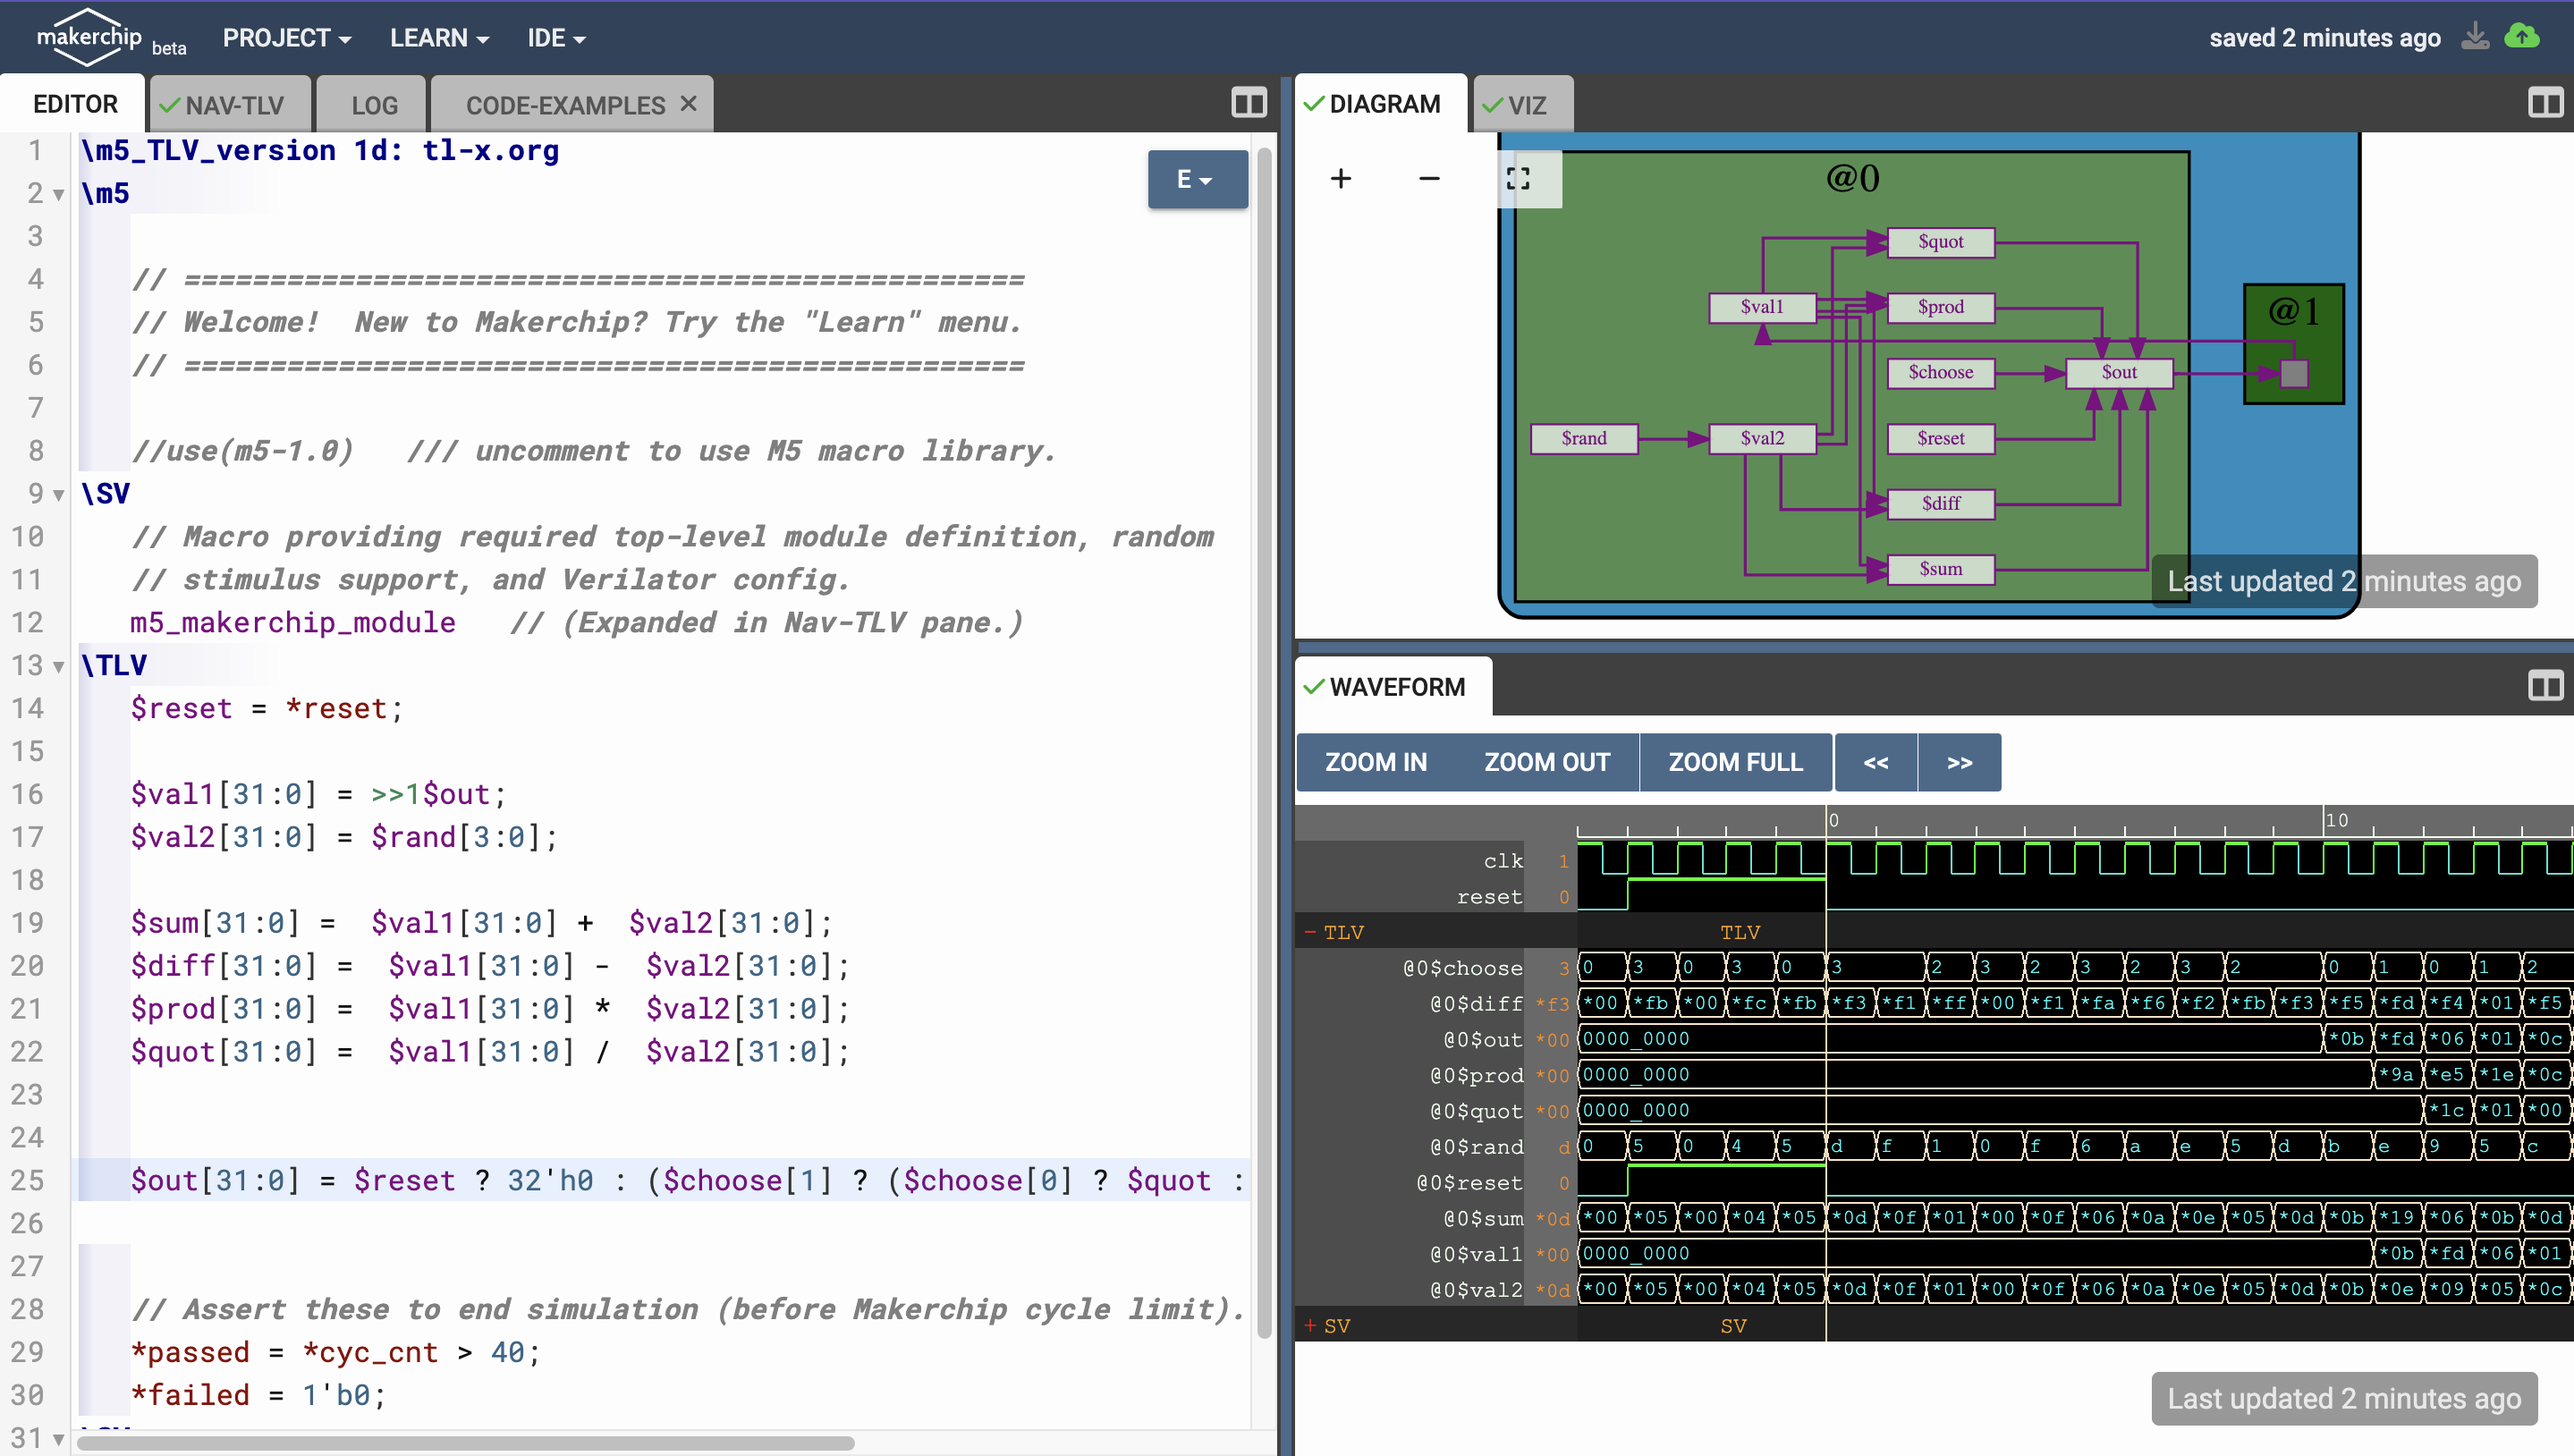 makerchip beta PROJECT LEARN IDE saved 2 minutes ago
EDITOR NAV-TLV LOG CODE-EXAMPLES ✕
1 \m5_TLV_version 1d: tl-x.org
2 \m5
3
4 // =================================================
5 // Welcome!  New to Makerchip? Try the "Learn" menu.
6 // =================================================
7
8 //use(m5-1.0)   /// uncomment to use M5 macro library.
9 \SV
10 // Macro providing required top-level module definition, random
11 // stimulus support, and Verilator config.
12 m5_makerchip_module   // (Expanded in Nav-TLV pane.)
13 \TLV
14 $reset = *reset;
15
16 $val1[31:0] = >>1$out;
17 $val2[31:0] = $rand[3:0];
18
19 $sum[31:0] =  $val1[31:0] +  $val2[31:0];
20 $diff[31:0] =  $val1[31:0] -  $val2[31:0];
21 $prod[31:0] =  $val1[31:0] *  $val2[31:0];
22 $quot[31:0] =  $val1[31:0] /  $val2[31:0];
23
24
25 $out[31:0] = $reset ? 32'h0 : ($choose[1] ? ($choose[0] ? $quot :
26
27
28 // Assert these to end simulation (before Makerchip cycle limit).
29 *passed = *cyc_cnt > 40;
30 *failed = 1'b0;
31
E
DIAGRAM VIZ
+ −
@0
$quot
$val1 $prod
@1
$choose $out
$rand $val2 $reset
$diff
$sum
Last updated 2 minutes ago
WAVEFORM
ZOOM IN ZOOM OUT ZOOM FULL << >>
0 10
clk 1
reset 0
− TLV TLV
@0$choose 3 0 3 0 3 0 3 2 3 2 3 2 3 2 0 1 0 1 2
@0$diff *f3 *00 *fb *00 *fc *fb *f3 *f1 *ff *00 *f1 *fa *f6 *f2 *fb *f3 *f5 *fd *f4 *01 *f5
@0$out *00 0000_0000 *0b *fd *06 *01 *0c
@0$prod *00 0000_0000 *9a *e5 *1e *0c
@0$quot *00 0000_0000 *1c *01 *00
@0$rand d 0 5 0 4 5 d f 1 0 f 6 a e 5 d b e 9 5 c
@0$reset 0
@0$sum *0d *00 *05 *00 *04 *05 *0d *0f *01 *00 *0f *06 *0a *0e *05 *0d *0b *19 *06 *0b *0d
@0$val1 *00 0000_0000 *0b *fd *06 *01
@0$val2 *0d *00 *05 *00 *04 *05 *0d *0f *01 *00 *0f *06 *0a *0e *05 *0d *0b *0e *09 *05 *0c
+ SV SV
Last updated 2 minutes ago